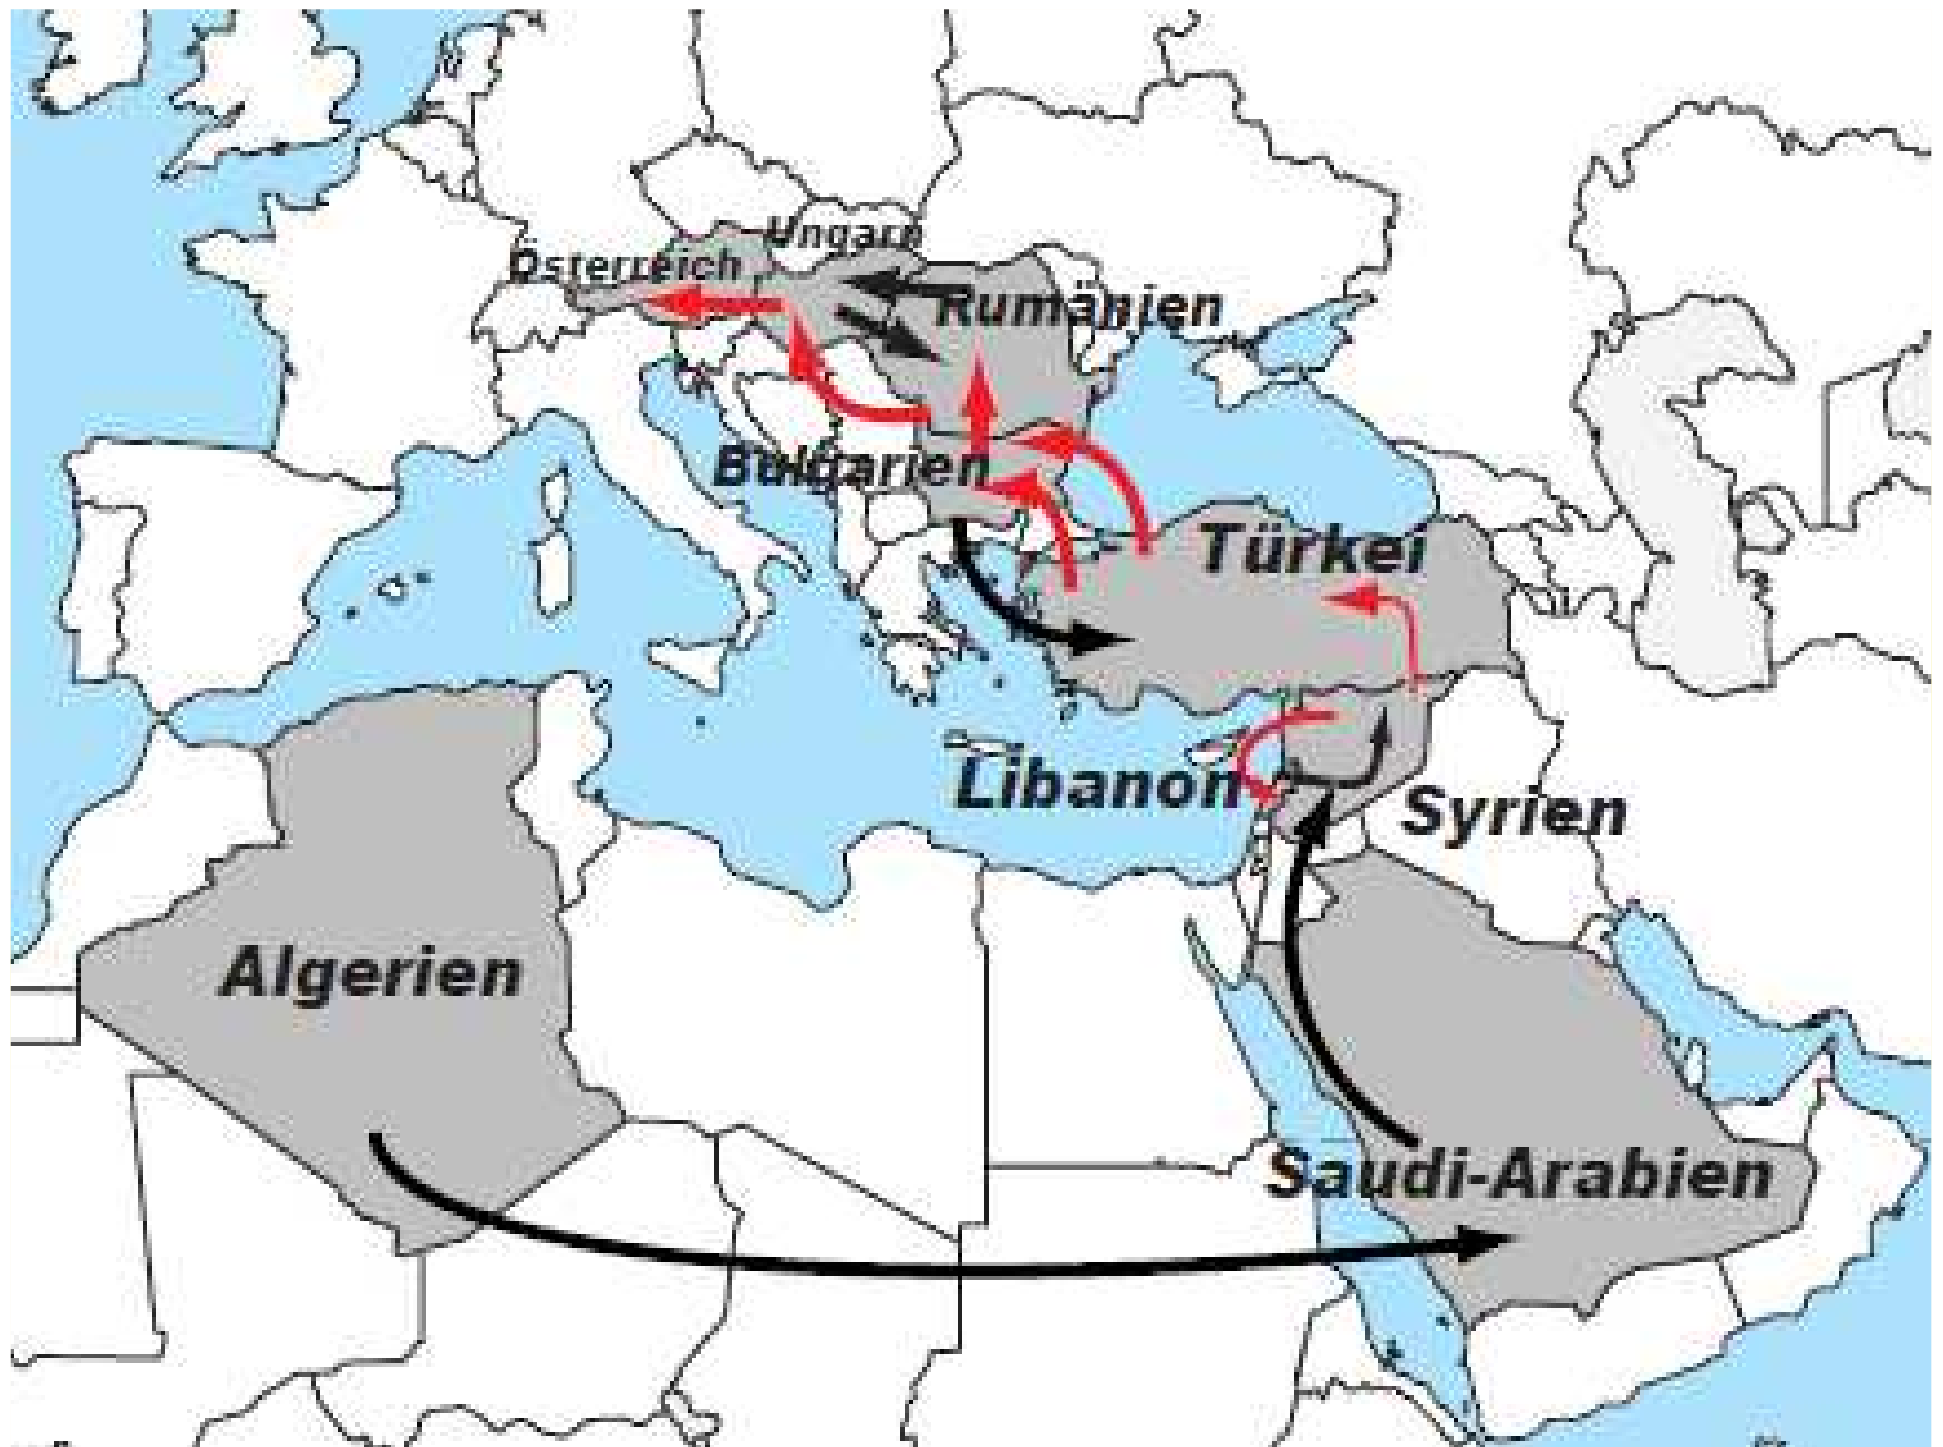 Ungarn
Österreich
Rumänien
Bulgarien
Türkei
Libanon
Syrien
Algerien
Saudi-Arabien